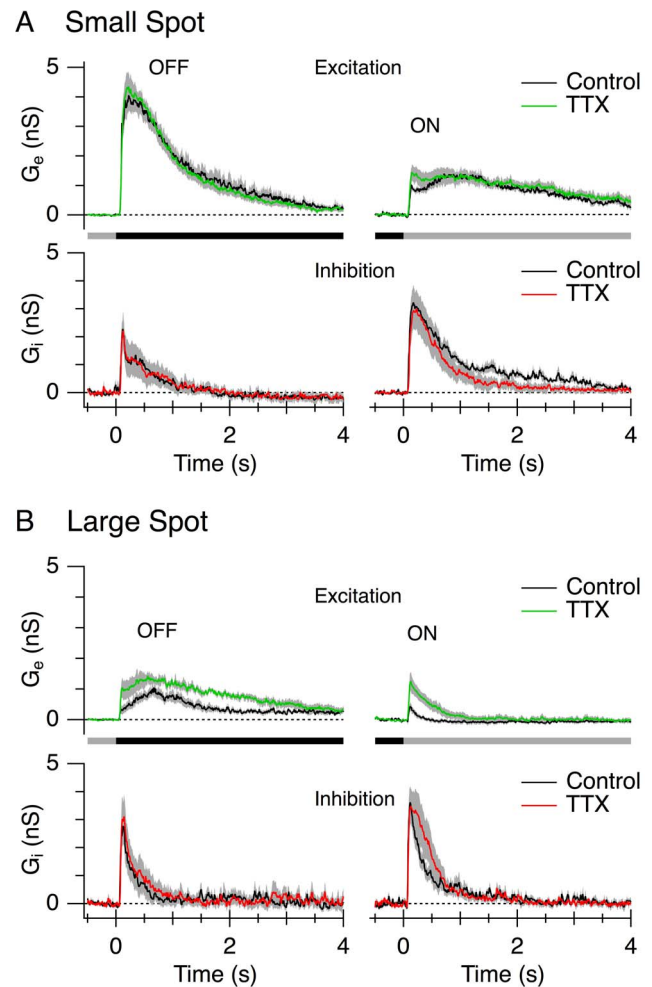 A Small Spot
5
OFF
Excitation
Control
TTX
ON
Ge (nS)
0
5
Inhibition
Control
TTX
Gi (nS)
0
0 2 4 0 2 4
Time (s) Time (s)
B Large Spot
5
Excitation
Control
TTX
OFF
ON
Ge (nS)
0
5
Inhibition
Control
TTX
Gi (nS)
0
0 2 4 0 2 4
Time (s) Time (s)